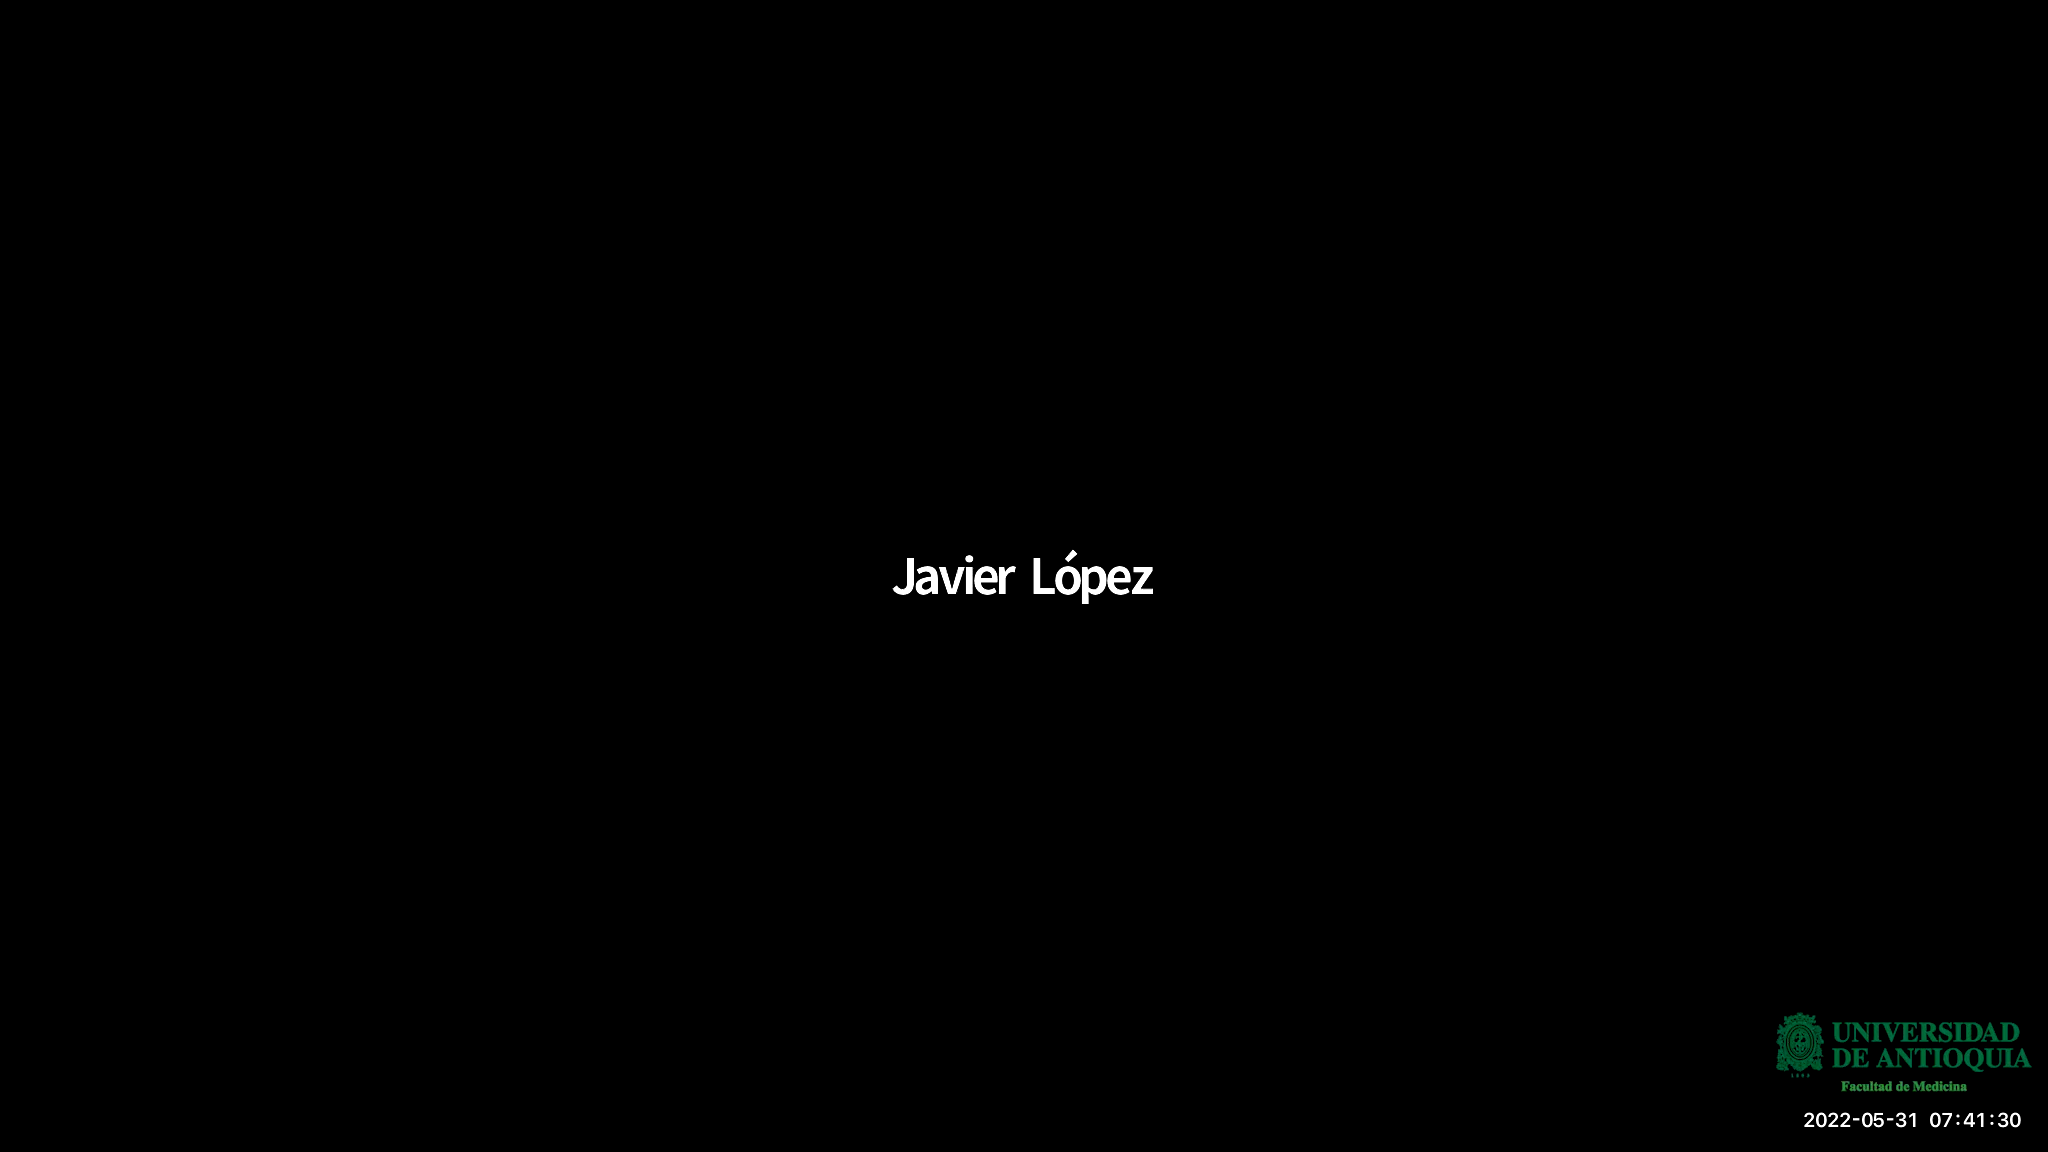 Javier López
UNIVERSIDAD
DE ANTIOQUIA
Facultad de Medicina
2022-05-31 07:41:30